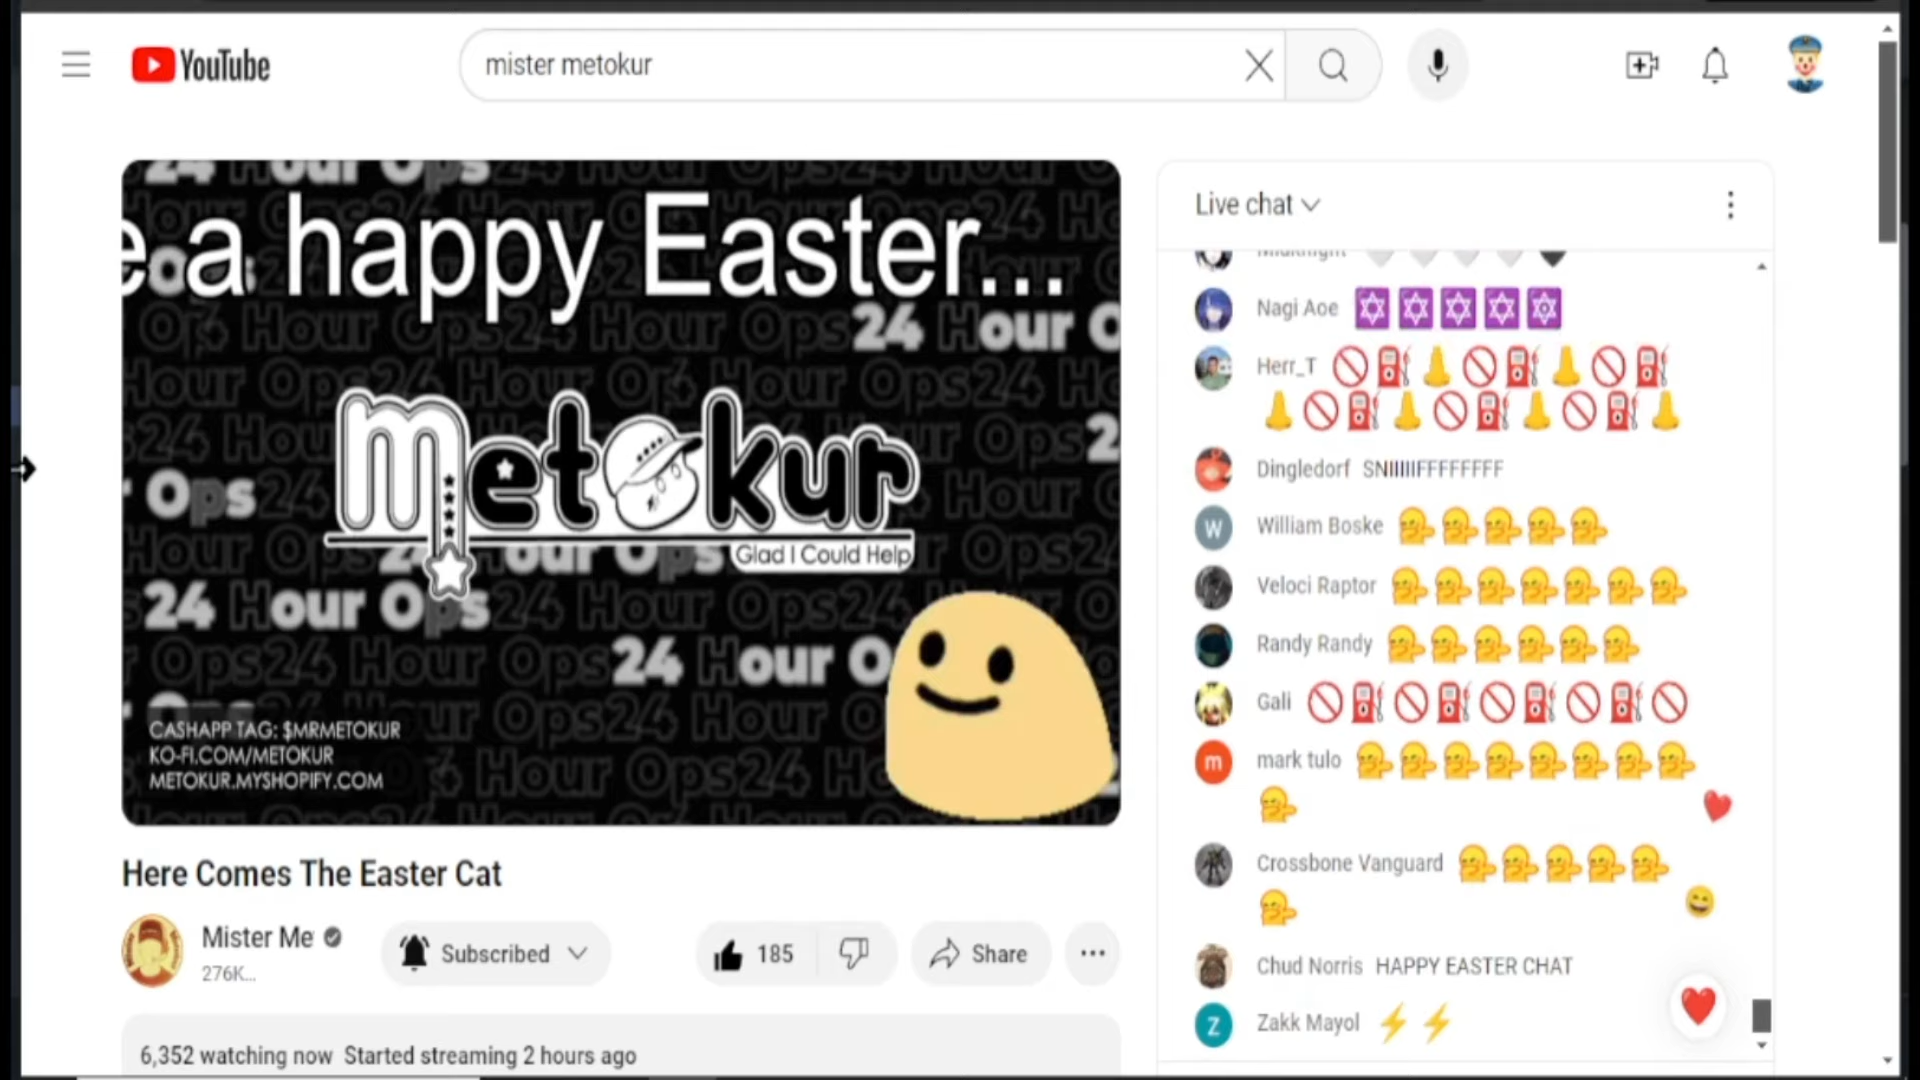 YouTube
mister metokur
e a happy Easter...
24 Hour Ops
Metokur
Glad I Could Help
24 Hour Ops
24 Hour O
CASHAPP TAG: $MRMETOKUR
KO-FI.COM/METOKUR
METOKUR.MYSHOPIFY.COM
Here Comes The Easter Cat
Mister Me
276K...
Subscribed
185
Share
6,352 watching now Started streaming 2 hours ago
Live chat
Nagi Aoe
Herr_T
Dingledorf SNIIIIIFFFFFFFF
W William Boske
Veloci Raptor
Randy Randy
Gali
m mark tulo
Crossbone Vanguard
Chud Norris HAPPY EASTER CHAT
Z Zakk Mayol